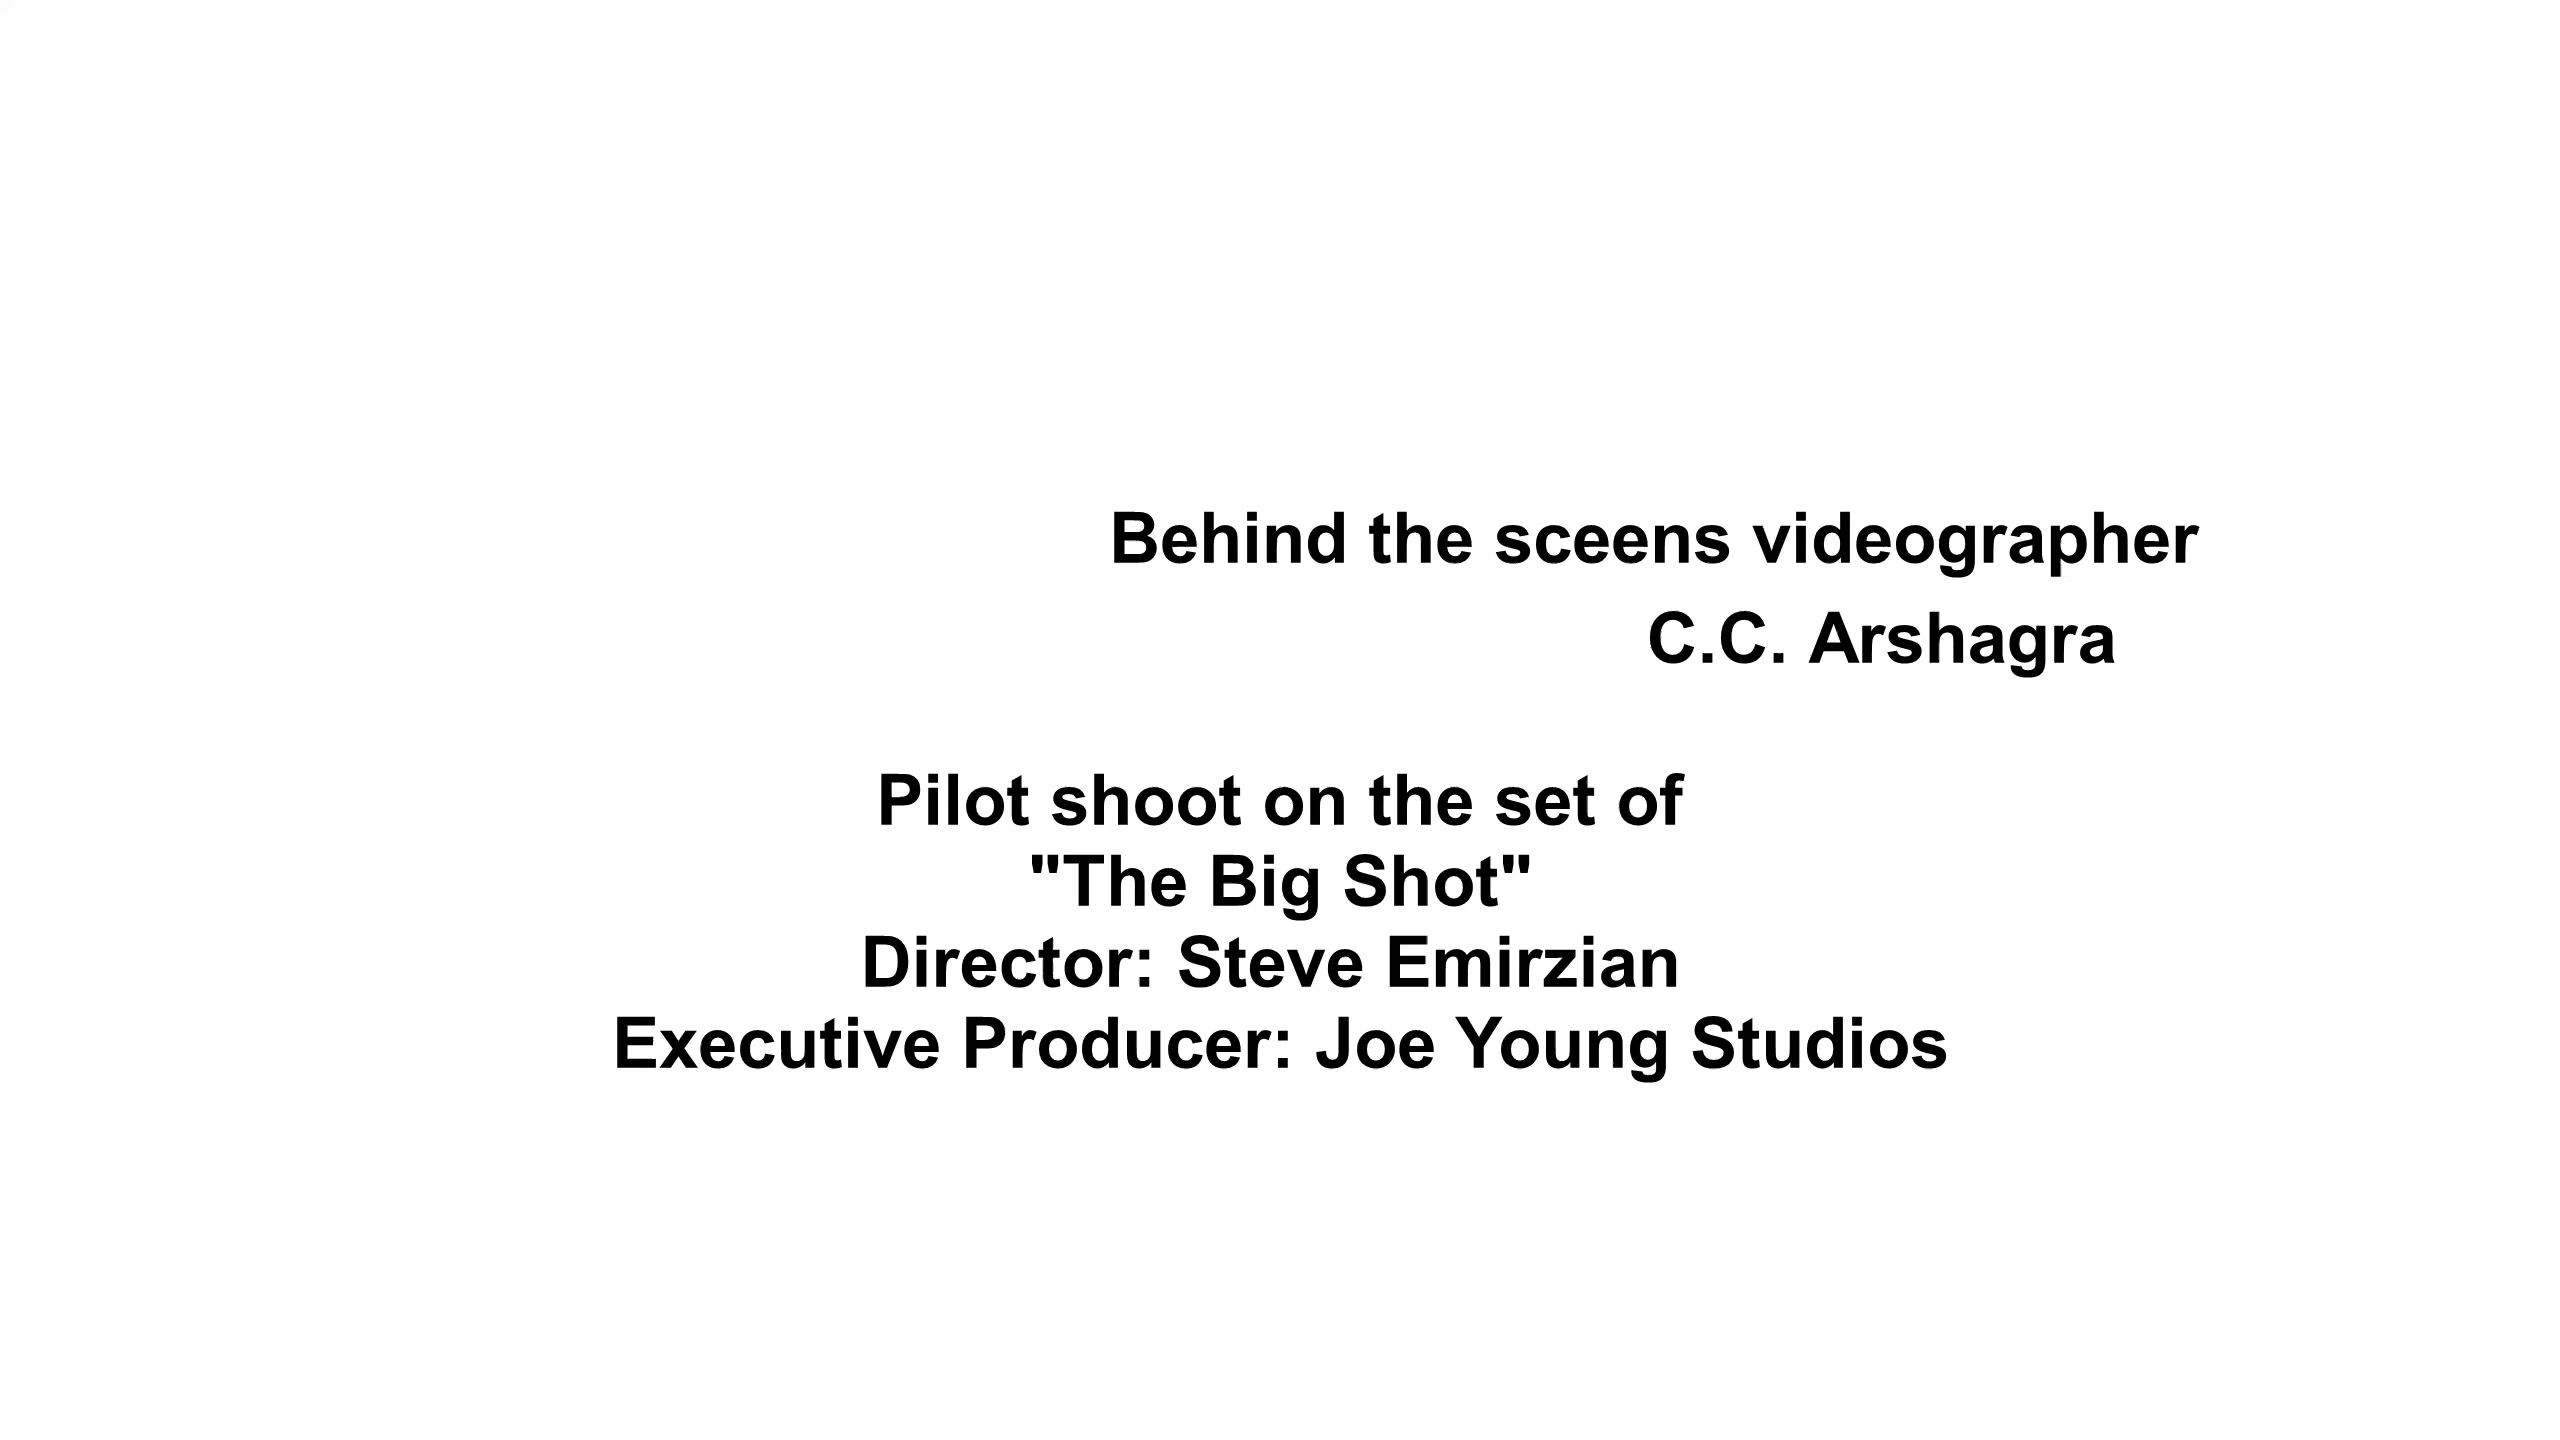 Behind the sceens videographer
C.C. Arshagra
Pilot shoot on the set of
"The Big Shot"
Director: Steve Emirzian
Executive Producer: Joe Young Studios